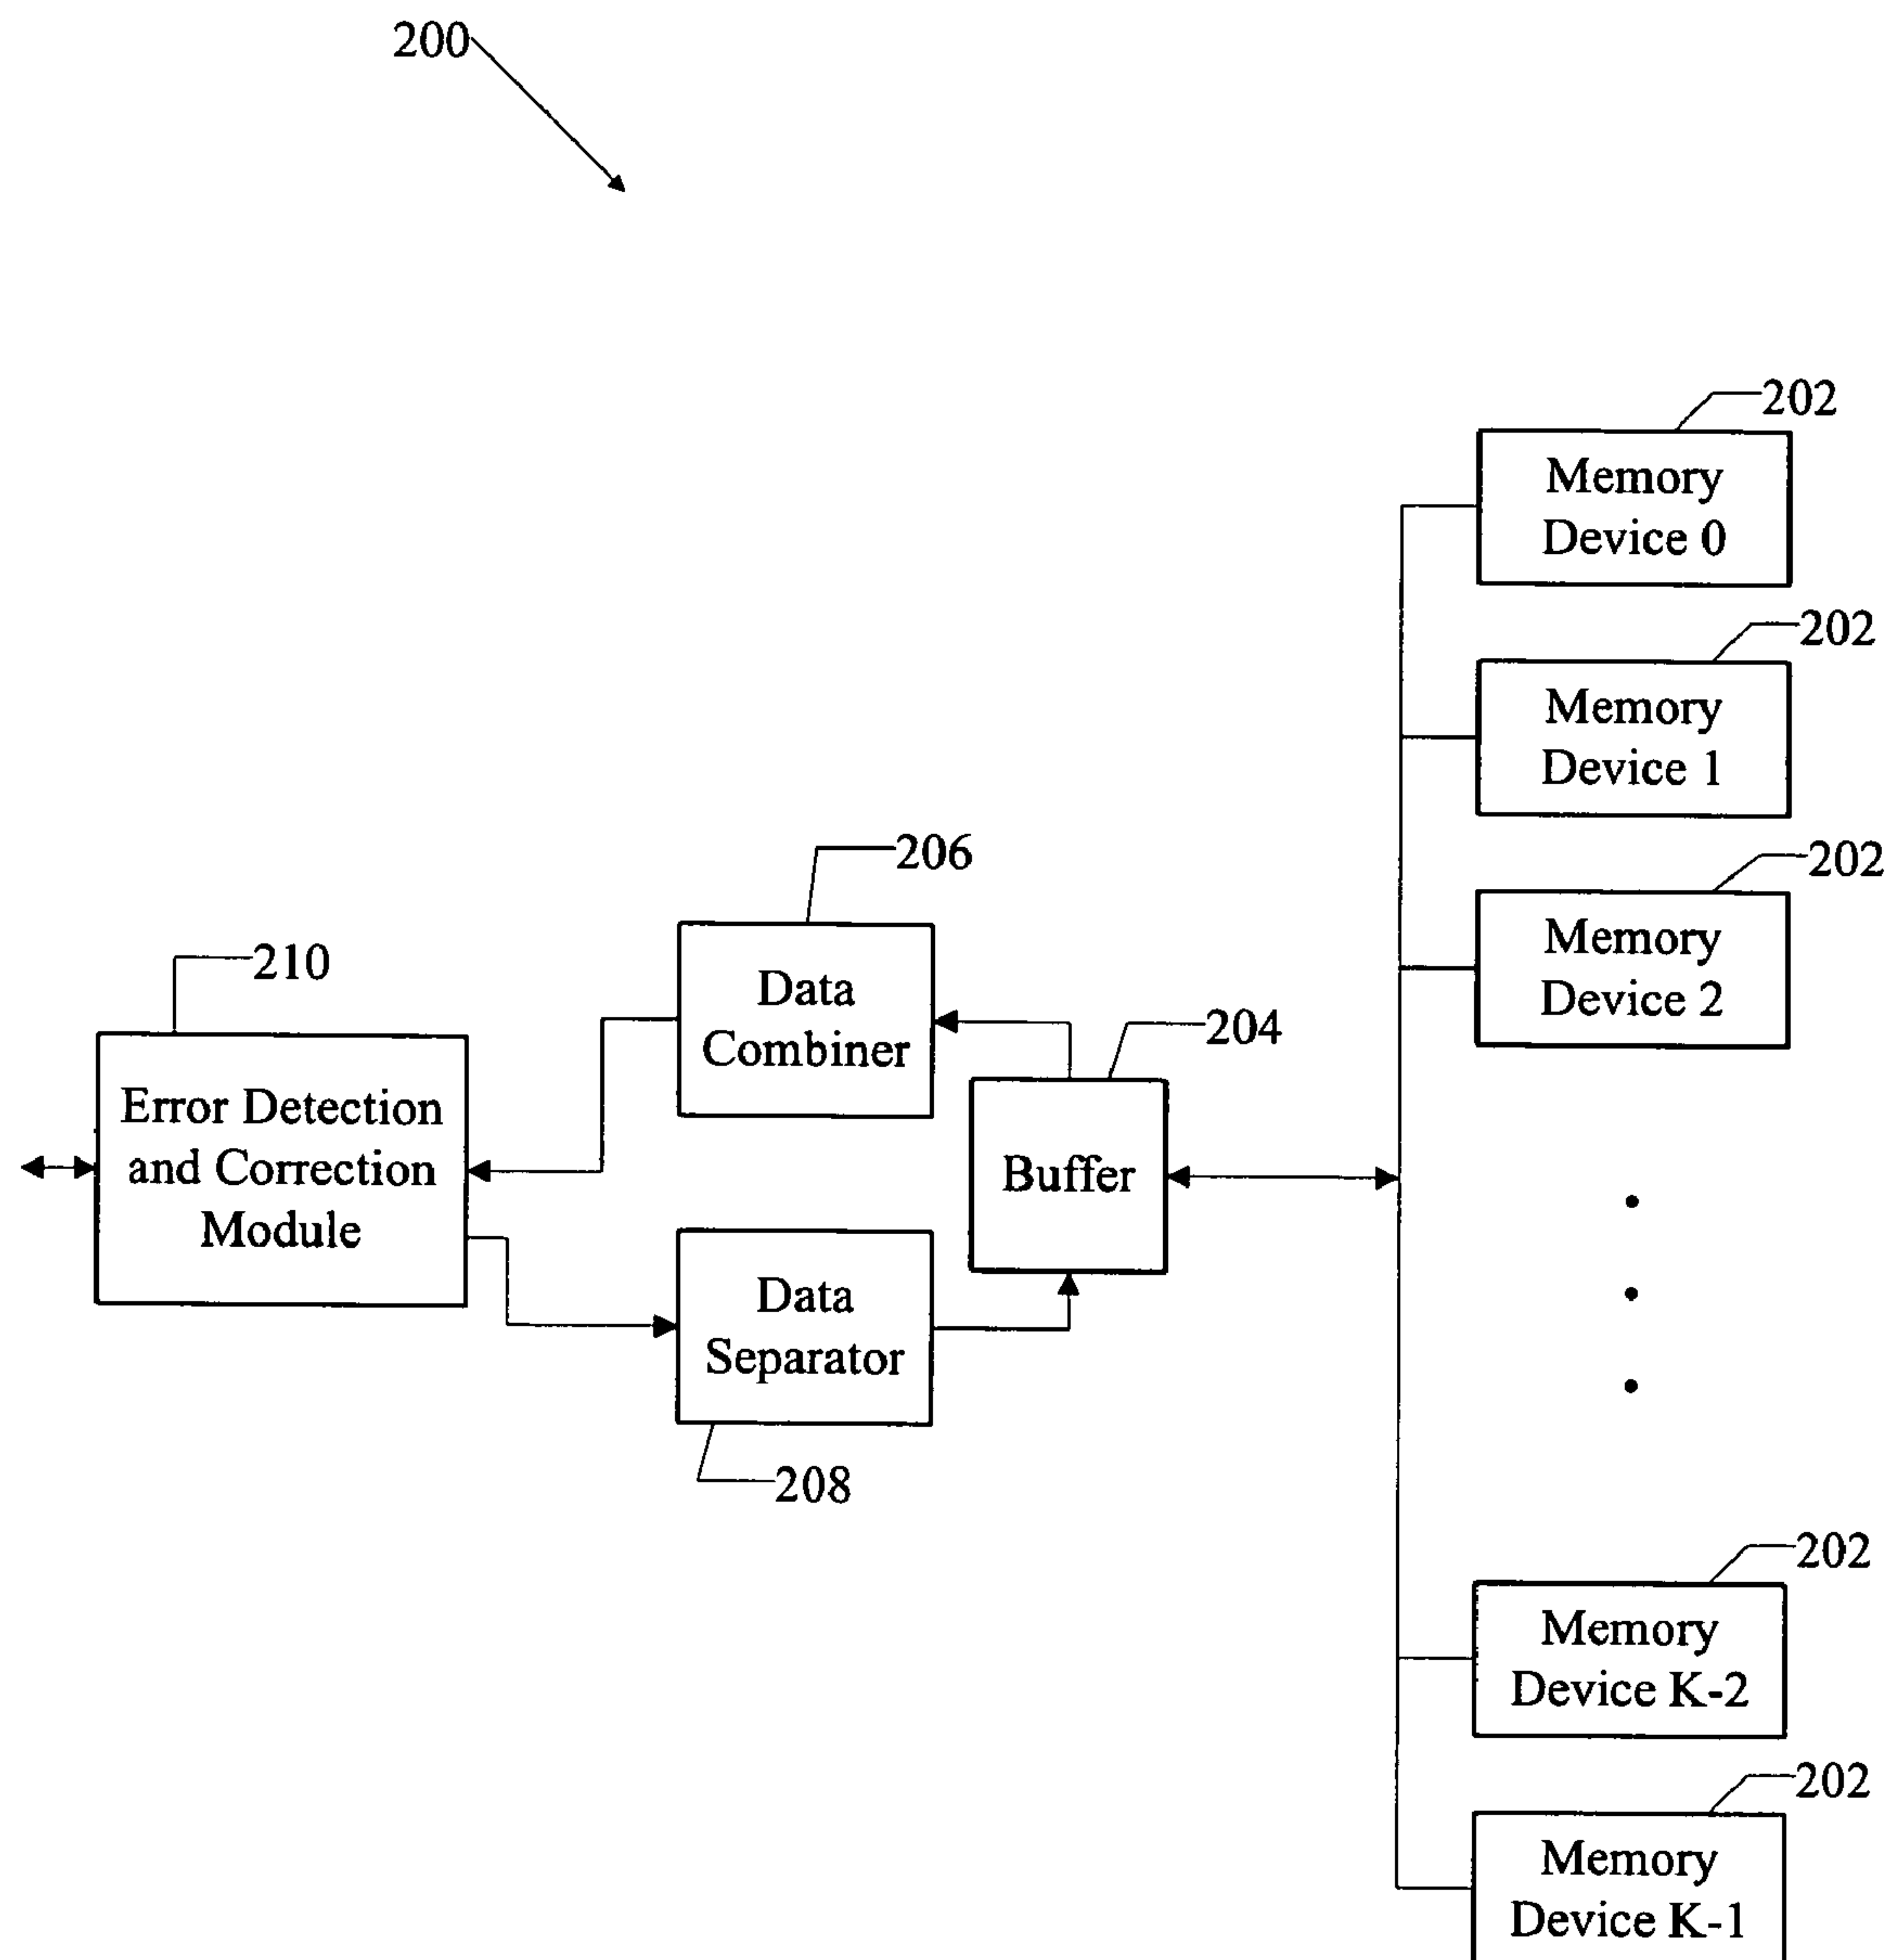 200
202
Memory
Device 0
202
Memory
Device 1
202
Memory
Device 2
206
Data
Combiner
210
Error Detection
and Correction
Module
204
Buffer
Data
Separator
208
202
Memory
Device K-2
202
Memory
Device K-1